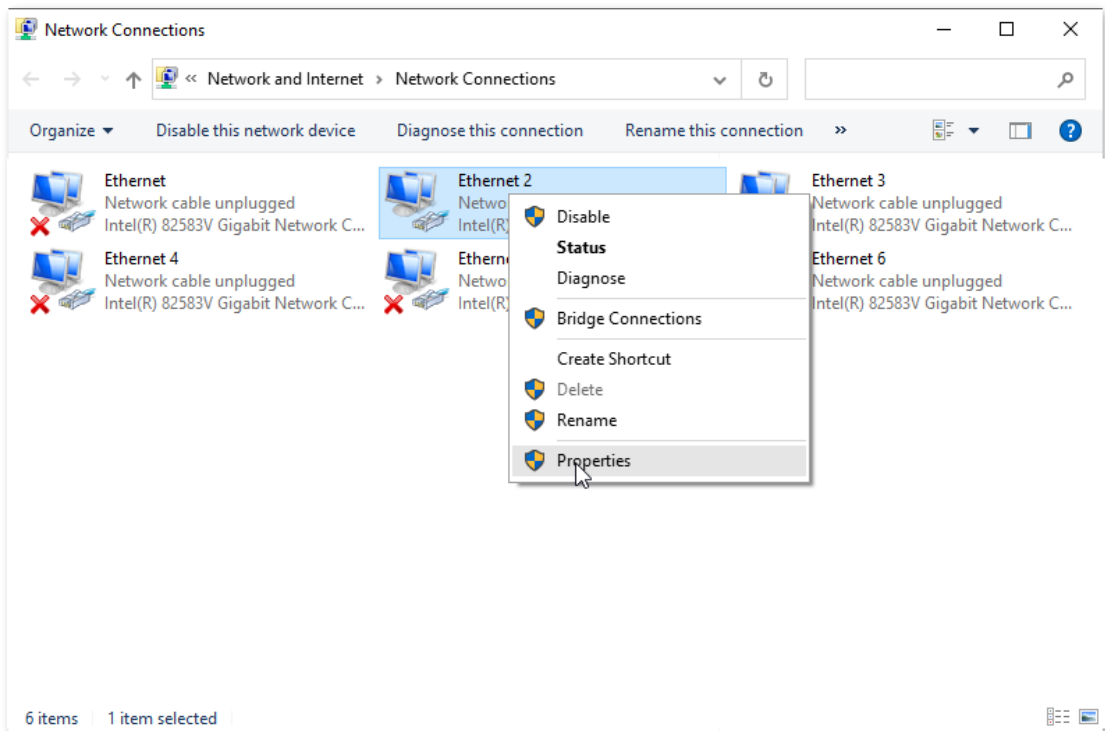 Network Connections
« Network and Internet › Network Connections
Organize Disable this network device Diagnose this connection Rename this connection »
Ethernet
Network cable unplugged
Intel(R) 82583V Gigabit Network C...
Ethernet 2
Intel(R)
Ethernet 3
Network cable unplugged
Intel(R) 82583V Gigabit Network C...
Ethernet 4
Network cable unplugged
Intel(R) 82583V Gigabit Network C...
Intel(R)
Ethernet 6
Network cable unplugged
Intel(R) 82583V Gigabit Network C...
Disable
Status
Diagnose
Bridge Connections
Create Shortcut
Delete
Rename
Properties
6 items 1 item selected